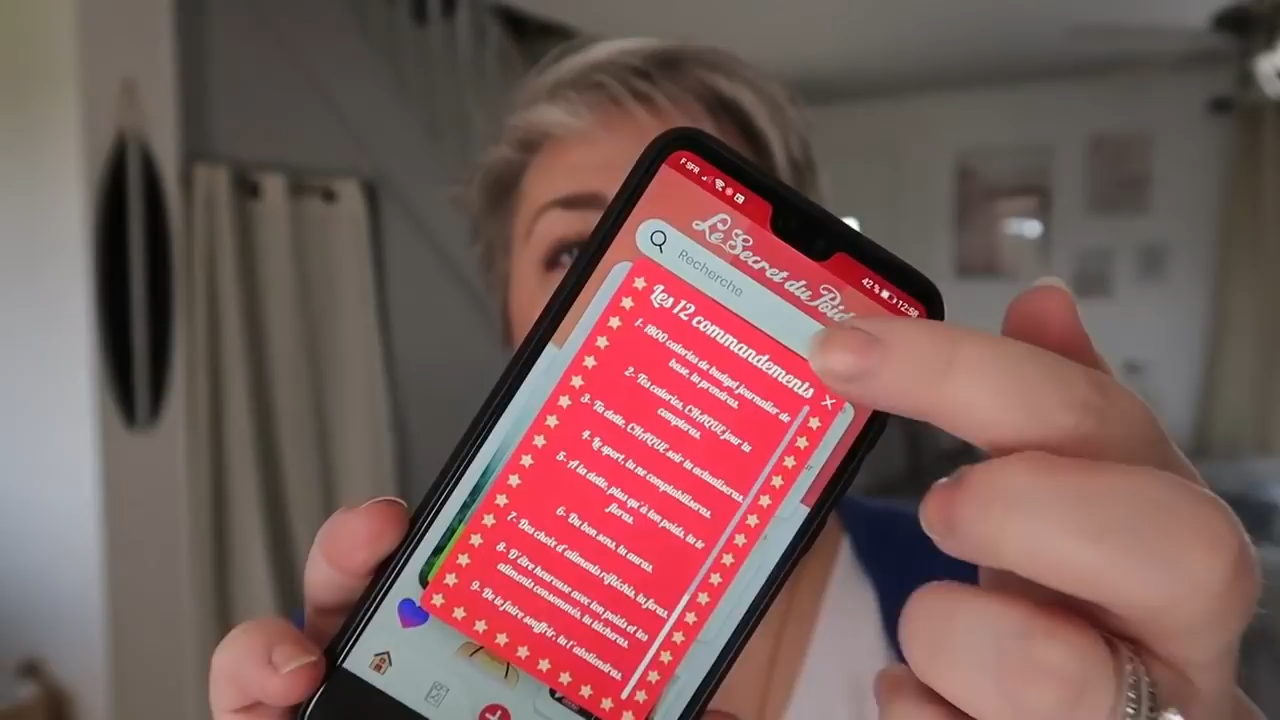 F SFR
42 % 12:58
Le Secret du Poids
Recherche
Les 12 commandements
1- 1800 calories de budget journalier de
base, tu prendras.
2- Tes calories, CHAQUE jour tu
compteras.
3- Ta dette, CHAQUE soir tu actualiseras.
4- Le sport, tu ne comptabiliseras.
5- A la dette, plus qu'à ton poids, tu te
fieras.
6- Du bon sens, tu auras.
7- Des choix d'aliments réfléchis, tu feras.
8- D'être heureuse avec ton poids et les
aliments consommés, tu tâcheras.
9- De te faire souffrir, tu t'abstiendras.